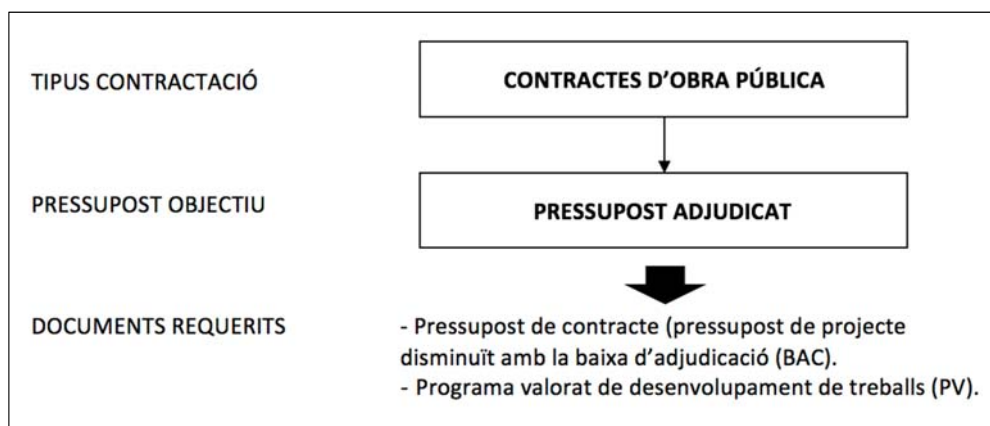 TIPUS CONTRACTACIÓ
CONTRACTES D'OBRA PÚBLICA
PRESSUPOST OBJECTIU
PRESSUPOST ADJUDICAT
DOCUMENTS REQUERITS
- Pressupost de contracte (pressupost de projecte
disminuït amb la baixa d'adjudicació (BAC).
- Programa valorat de desenvolupament de treballs (PV).